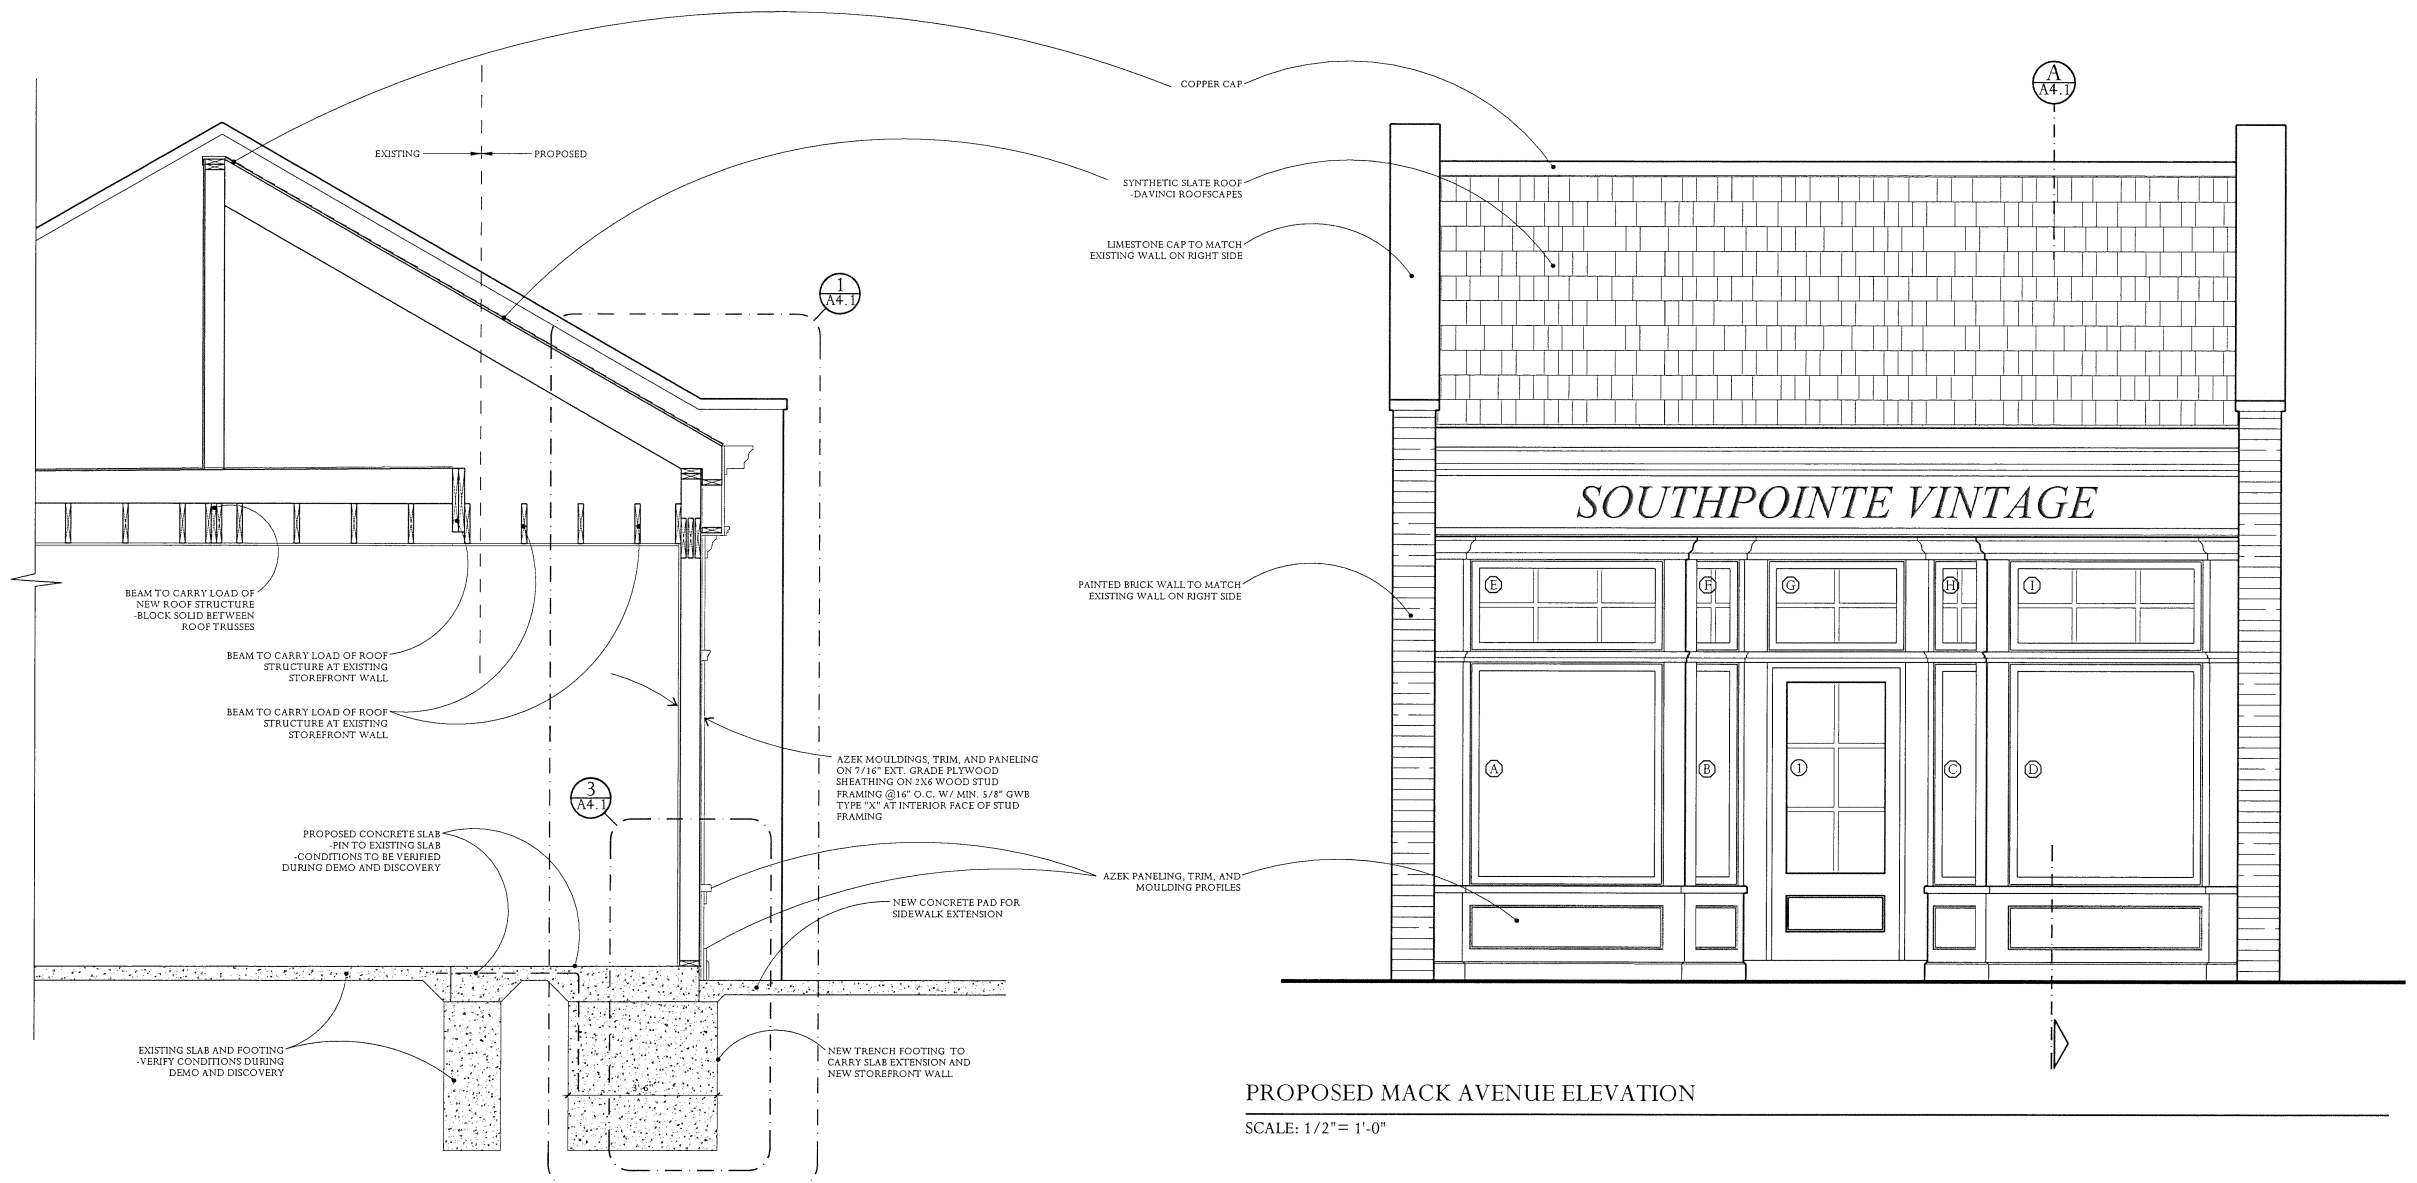 COPPER CAP
A
A4.1
EXISTING
PROPOSED
SYNTHETIC SLATE ROOF
-DAVINCI ROOFSCAPES
LIMESTONE CAP TO MATCH
EXISTING WALL ON RIGHT SIDE
1
A4.1
SOUTHPOINTE VINTAGE
BEAM TO CARRY LOAD OF
NEW ROOF STRUCTURE
-BLOCK SOLID BETWEEN
ROOF TRUSSES
PAINTED BRICK WALL TO MATCH
EXISTING WALL ON RIGHT SIDE
E
F
G
H
I
BEAM TO CARRY LOAD OF ROOF
STRUCTURE AT EXISTING
STOREFRONT WALL
BEAM TO CARRY LOAD OF ROOF
STRUCTURE AT EXISTING
STOREFRONT WALL
AZEK MOULDINGS, TRIM, AND PANELING
ON 7/16" EXT. GRADE PLYWOOD
SHEATHING ON 2X6 WOOD STUD
FRAMING @16" O.C. W/ MIN. 5/8" GWB
TYPE "X" AT INTERIOR FACE OF STUD
FRAMING
A
B
1
C
D
3
A4.1
PROPOSED CONCRETE SLAB
-PIN TO EXISTING SLAB
-CONDITIONS TO BE VERIFIED
DURING DEMO AND DISCOVERY
AZEK PANELING, TRIM, AND
MOULDING PROFILES
NEW CONCRETE PAD FOR
SIDEWALK EXTENSION
EXISTING SLAB AND FOOTING
-VERIFY CONDITIONS DURING
DEMO AND DISCOVERY
NEW TRENCH FOOTING TO
CARRY SLAB EXTENSION AND
NEW STOREFRONT WALL
3'-6"
PROPOSED MACK AVENUE ELEVATION
SCALE: 1/2"= 1'-0"